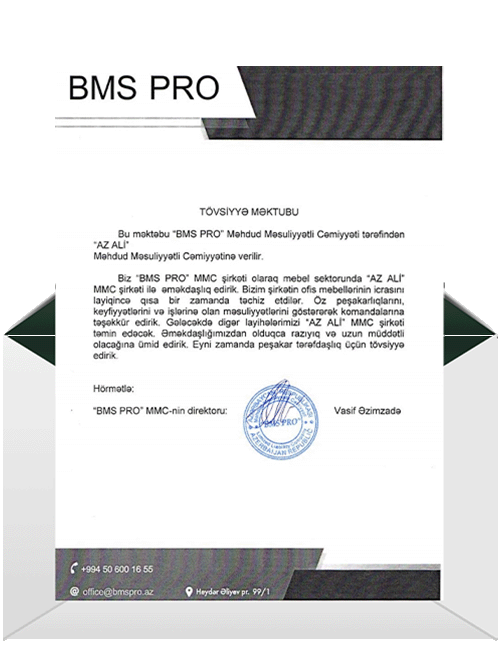 BMS PRO
TÖVSİYYƏ MƏKTUBU
Bu məktəbu “BMS PRO” Məhdud Məsuliyyətli Cəmiyyəti tərəfindən
“AZ ALİ”
Məhdud Məsuliyyətli Cəmiyyətinə verilir.
Biz “BMS PRO” MMC şirkəti olaraq mebel sektorunda “AZ ALİ”
MMC şirkəti ilə əməkdaşlıq edirik. Bizim şirkətin ofis mebellərinin icrasını
layiqincə qısa bir zamanda təchiz etdilər. Öz peşəkarlıqlarını,
keyfiyyətlərini və işlərinə olan məsuliyyətlərini göstərərək komandalarına
təşəkkür edirik. Gələcəkdə digər layihələrimizi “AZ ALİ” MMC şirkəti
təmin edəcək. Əməkdaşlığımızdan olduqca razıyıq və uzun müddətli
olacağına ümid edirik. Eyni zamanda peşəkar tərəfdaşlıq üçün tövsiyyə
edirik.
Hörmətlə:
“BMS PRO” MMC-nin direktoru:
Vasif Əzimzadə
"BMS PRO"
AZERBAIJAN REPUBLIC
+994 50 600 16 55
office@bmspro.az
Heydər Əliyev pr. 99/1